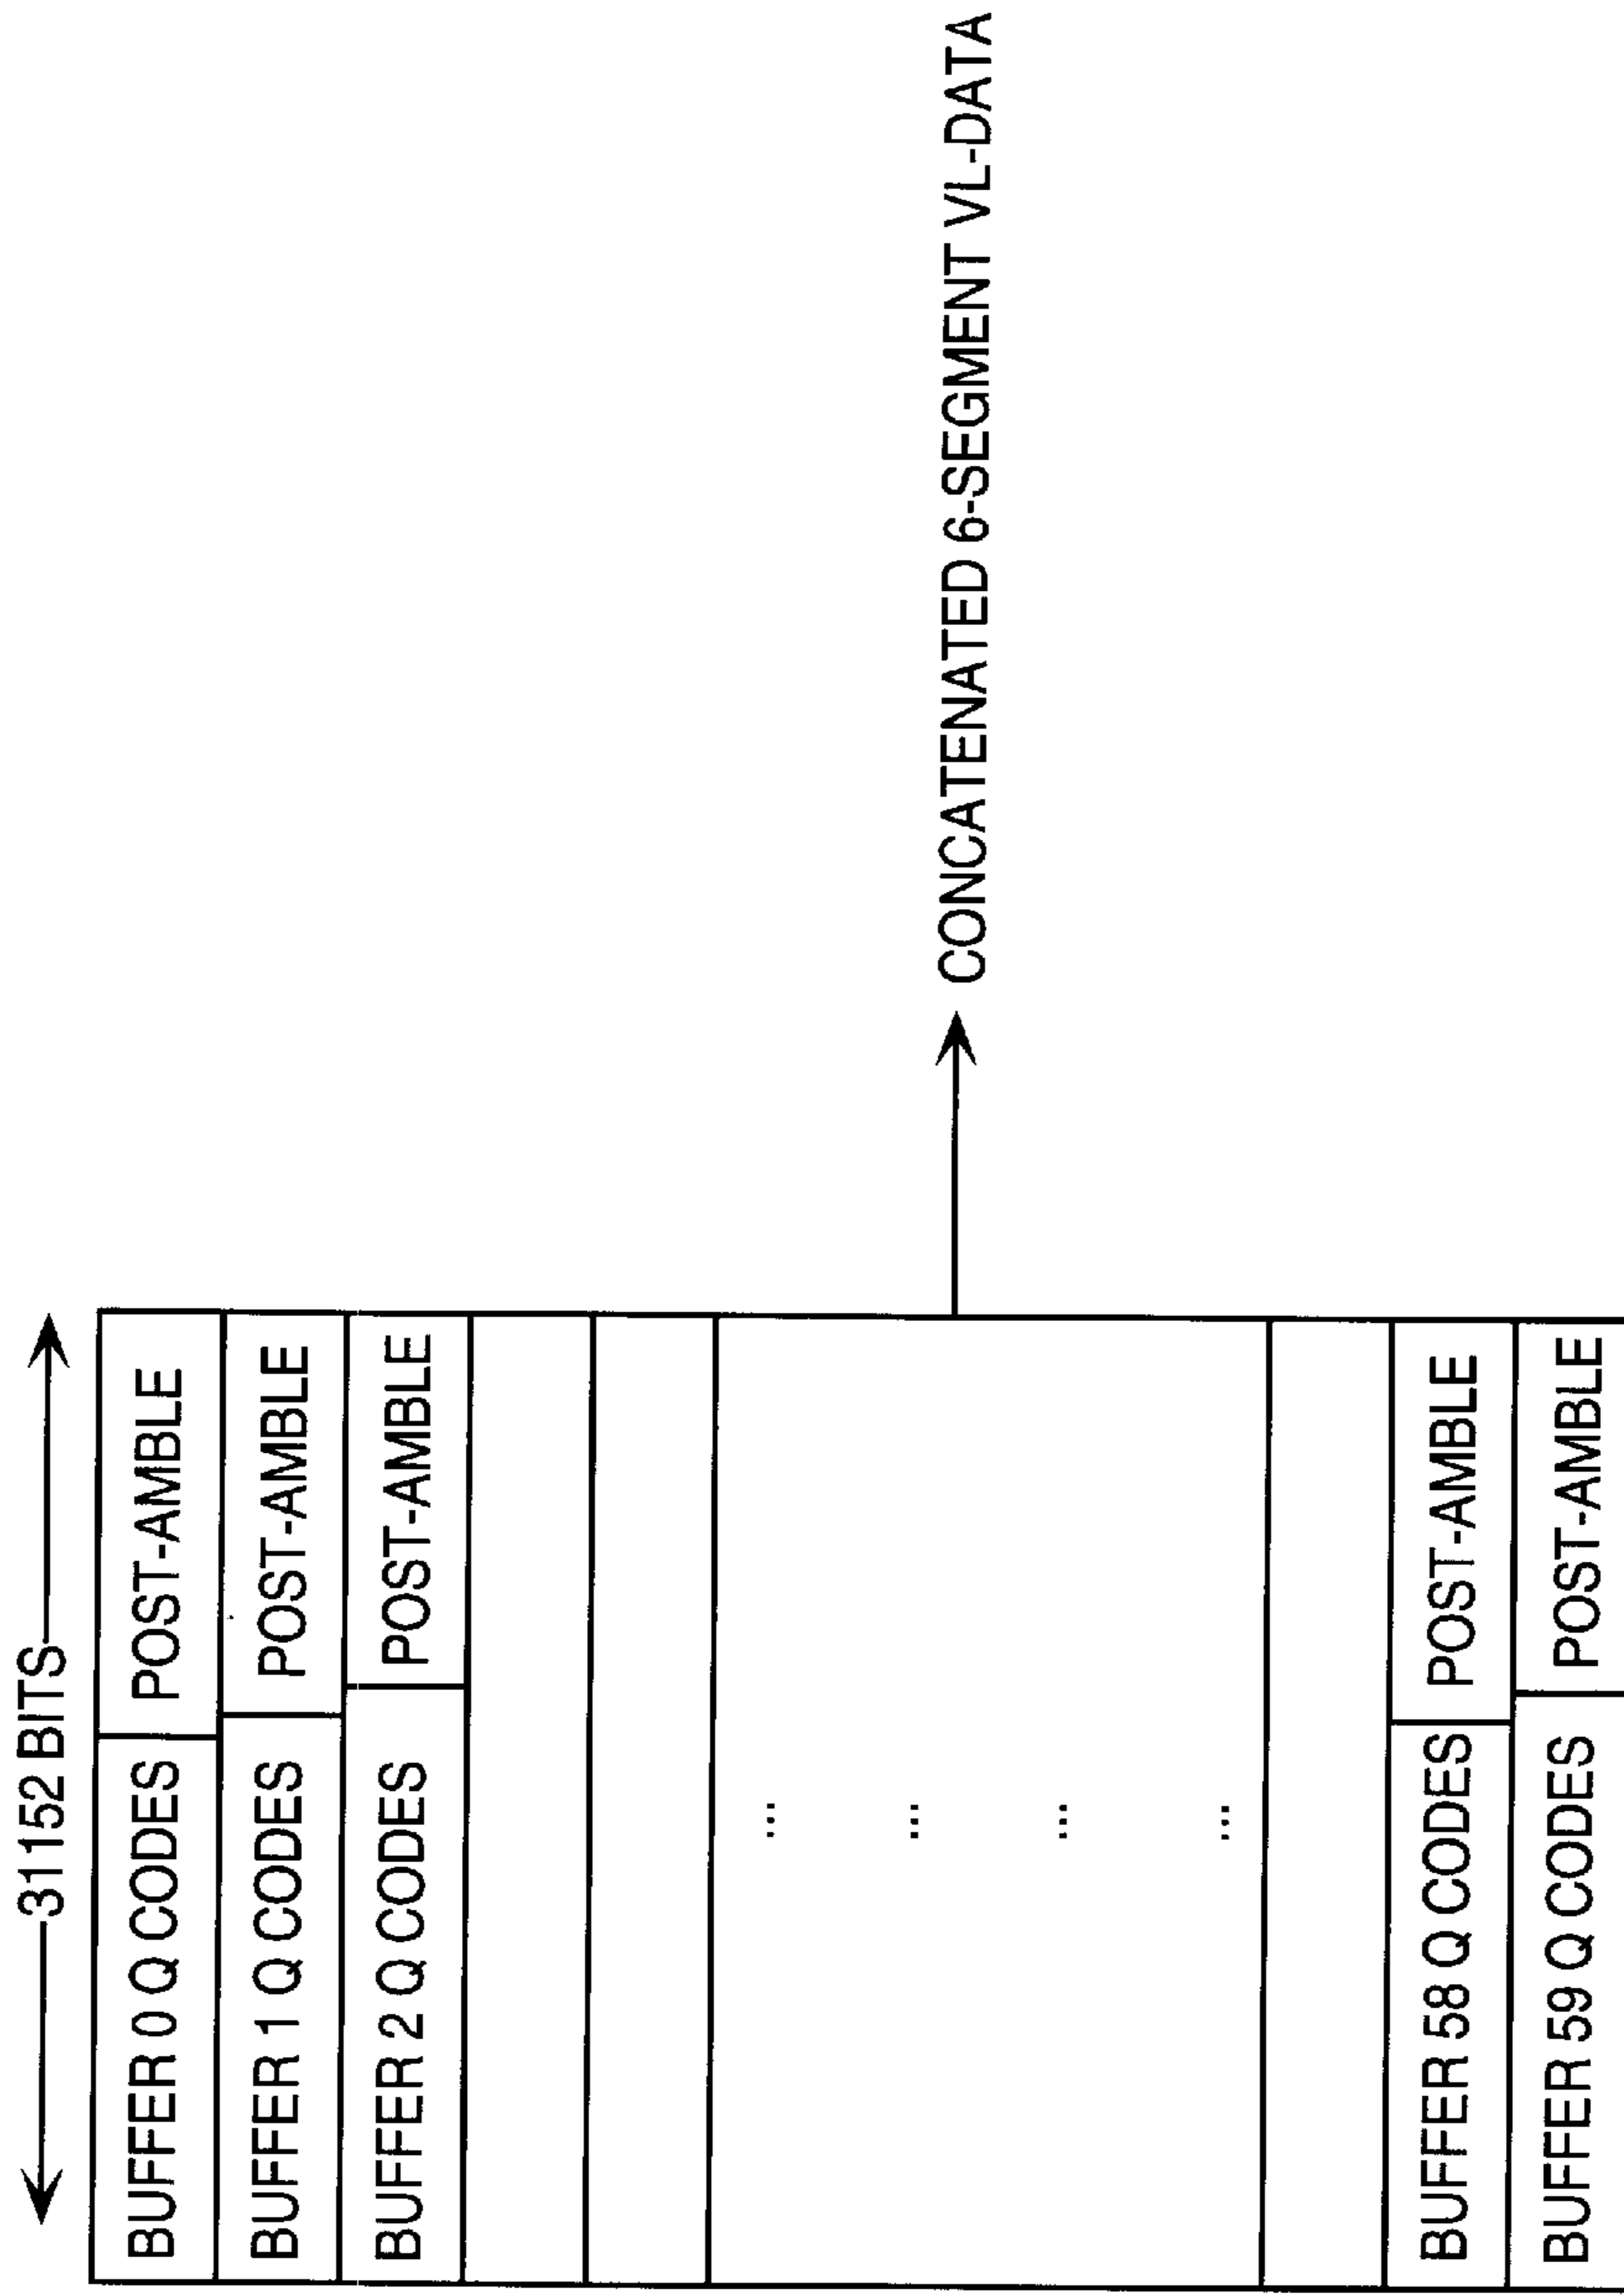 31152 BITS
BUFFER 0 Q CODES POST-AMBLE
BUFFER 1 Q CODES POST-AMBLE
BUFFER 2 Q CODES POST-AMBLE
...
...
...
...
CONCATENATED 6-SEGMENT VL-DATA
BUFFER 58 Q CODES POST-AMBLE
BUFFER 59 Q CODES POST-AMBLE